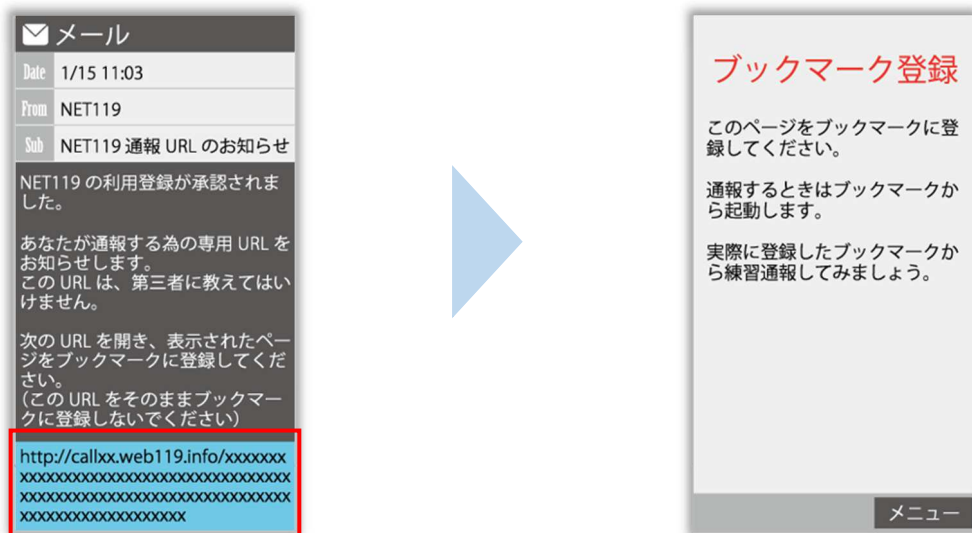 メール
Date 1/15 11:03
From NET119
Sub NET119 通報 URL のお知らせ
NET119 の利用登録が承認されま
した。
あなたが通報する為の専用 URL を
お知らせします。
この URL は、第三者に教えてはい
けません。
次の URL を開き、表示されたペー
ジをブックマークに登録してくだ
さい。
(この URL をそのままブックマー
クに登録しないでください)
http://callxx.web119.info/xxxxxxx
xxxxxxxxxxxxxxxxxxxxxxxxxxxxxx
xxxxxxxxxxxxxxxxxxxxxxxxxxxxxx
xxxxxxxxxxxxxxxxxxx
ブックマーク登録
このページをブックマークに登
録してください。
通報するときはブックマークか
ら起動します。
実際に登録したブックマークか
ら練習通報してみましょう。
メニュー